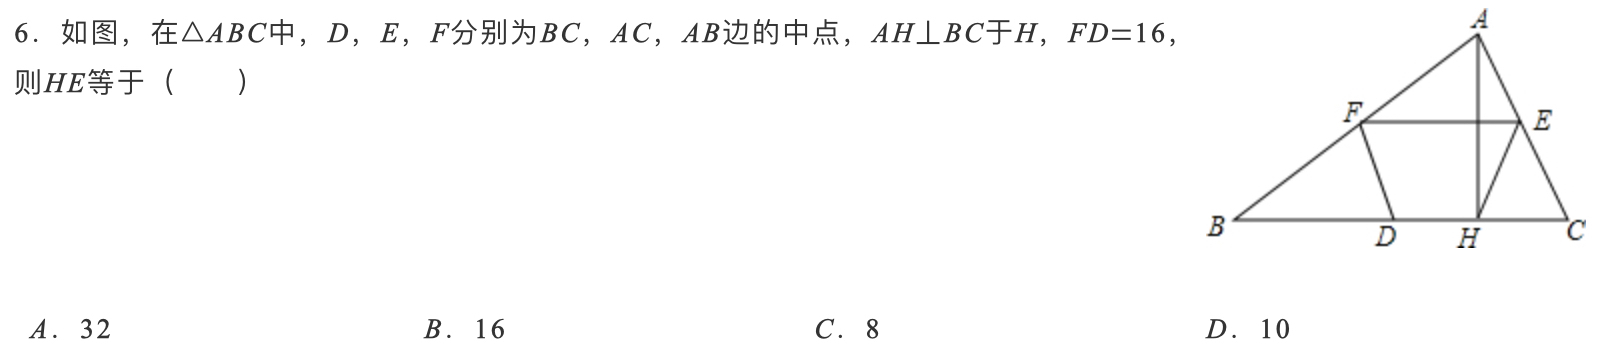 6．如图，在△ABC中，D，E，F分别为BC，AC，AB边的中点，AH⊥BC于H，FD=16，
则HE等于（　　）
A
F
E
B
D
H
C
A．32
B．16
C．8
D．10